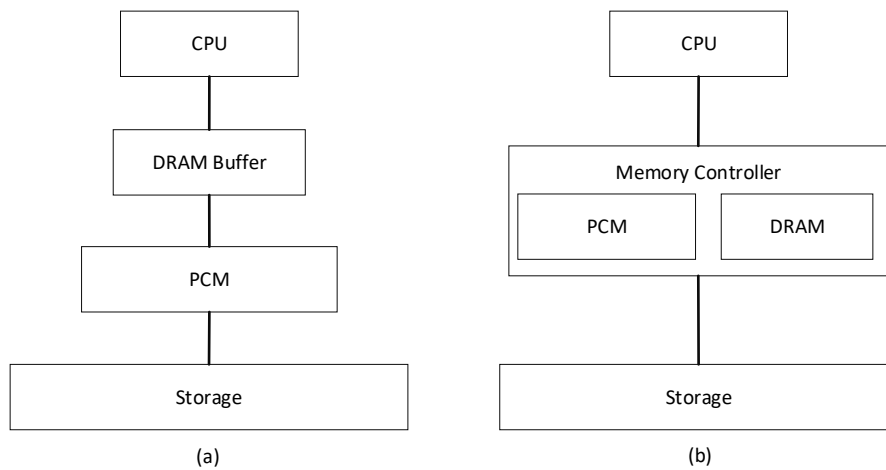 CPU
DRAM Buffer
PCM
Storage
(a)
CPU
Memory Controller
PCM
DRAM
Storage
(b)